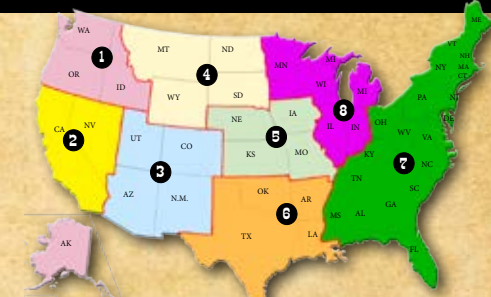 ME
WA
VT
NH
MT
ND
MN
MI
NY
MA
CT
1
4
WI
MI
OR
ID
WY
SD
PA
NJ
8
IA
NE
OH
DE
CA
NV
IL
IN
WV
VA
2
5
UT
CO
KS
MO
KY
7
3
NC
TN
AZ
N.M.
OK
AR
SC
6
MS
AL
GA
TX
LA
AK
FL